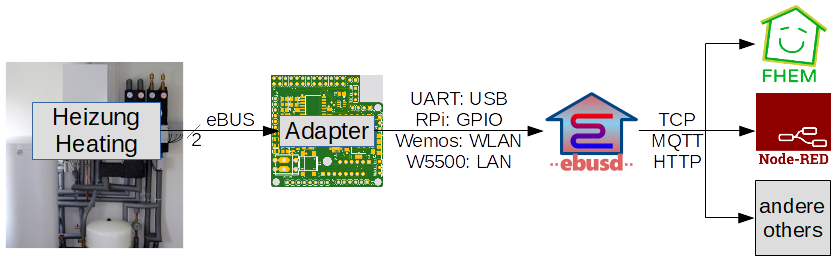 Heizung
Heating
eBUS
2
Adapter
UART: USB
RPi: GPIO
Wemos: WLAN
W5500: LAN
ebusd
TCP
MQTT
HTTP
FHEM
Node-RED
andere
others